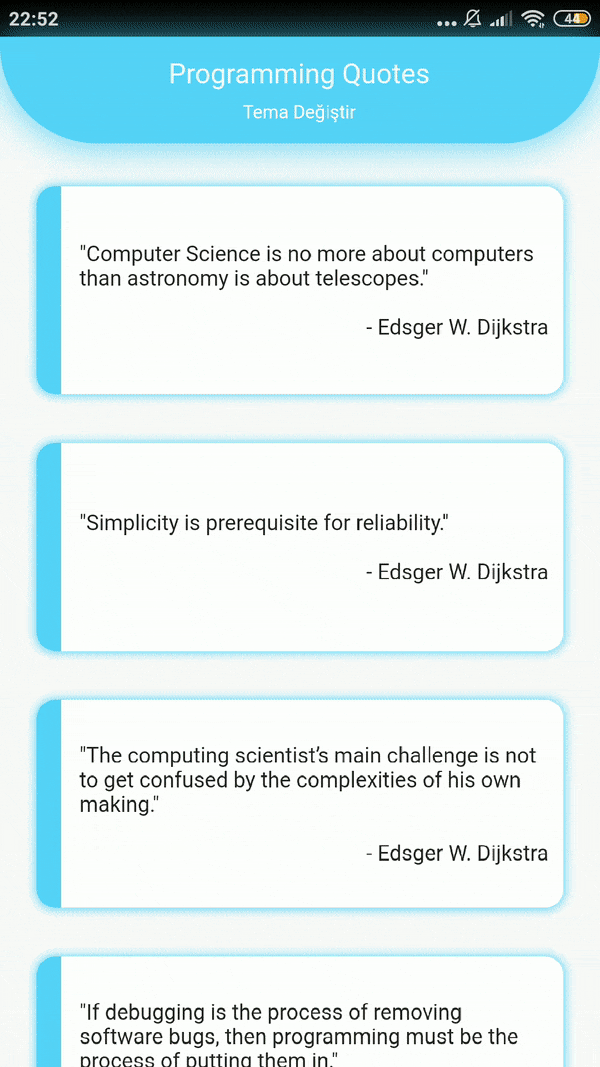 22:52
44
Programming Quotes
Tema Değiştir
"Computer Science is no more about computers
than astronomy is about telescopes."
- Edsger W. Dijkstra
"Simplicity is prerequisite for reliability."
- Edsger W. Dijkstra
"The computing scientist’s main challenge is not
to get confused by the complexities of his own
making."
- Edsger W. Dijkstra
"If debugging is the process of removing
software bugs, then programming must be the
process of putting them in."